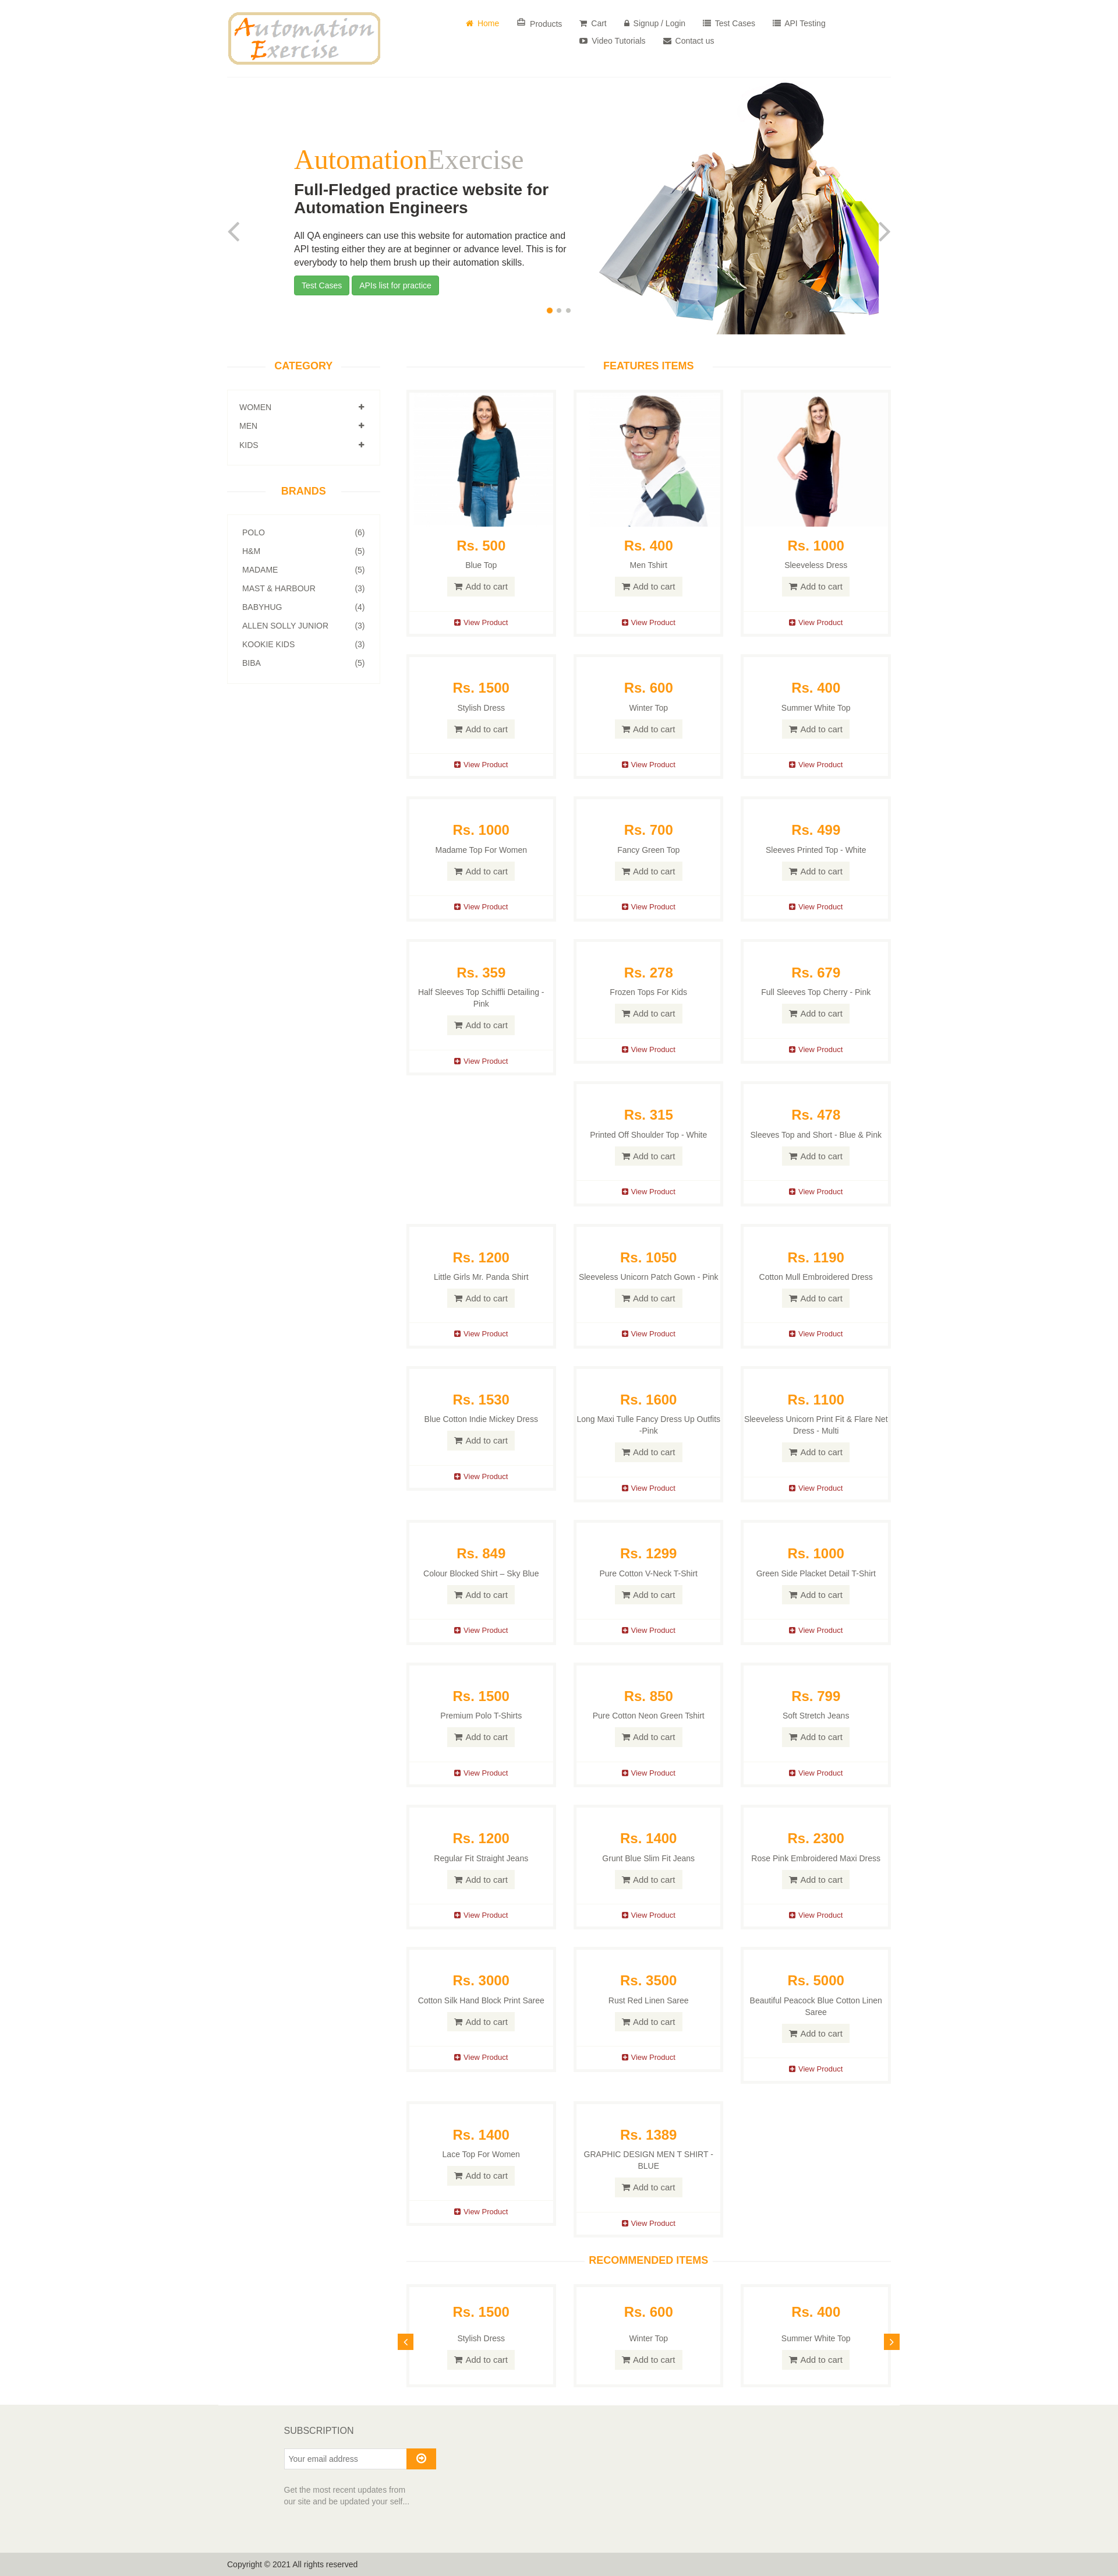 Automation
Exercise
Home
Products
Cart
Signup / Login
Test Cases
API Testing
Video Tutorials
Contact us
AutomationExercise
Full-Fledged practice website for
Automation Engineers
All QA engineers can use this website for automation practice and
API testing either they are at beginner or advance level. This is for
everybody to help them brush up their automation skills.
Test Cases
APIs list for practice
CATEGORY
WOMEN
MEN
KIDS
BRANDS
POLO (6)
H&M (5)
MADAME (5)
MAST & HARBOUR (3)
BABYHUG (4)
ALLEN SOLLY JUNIOR (3)
KOOKIE KIDS (3)
BIBA (5)
FEATURES ITEMS
Rs. 500
Blue Top
Add to cart
View Product
Rs. 400
Men Tshirt
Add to cart
View Product
Rs. 1000
Sleeveless Dress
Add to cart
View Product
Rs. 1500
Stylish Dress
Add to cart
View Product
Rs. 600
Winter Top
Add to cart
View Product
Rs. 400
Summer White Top
Add to cart
View Product
Rs. 1000
Madame Top For Women
Add to cart
View Product
Rs. 700
Fancy Green Top
Add to cart
View Product
Rs. 499
Sleeves Printed Top - White
Add to cart
View Product
Rs. 359
Half Sleeves Top Schiffli Detailing -
Pink
Add to cart
View Product
Rs. 278
Frozen Tops For Kids
Add to cart
View Product
Rs. 679
Full Sleeves Top Cherry - Pink
Add to cart
View Product
Rs. 315
Printed Off Shoulder Top - White
Add to cart
View Product
Rs. 478
Sleeves Top and Short - Blue & Pink
Add to cart
View Product
Rs. 1200
Little Girls Mr. Panda Shirt
Add to cart
View Product
Rs. 1050
Sleeveless Unicorn Patch Gown - Pink
Add to cart
View Product
Rs. 1190
Cotton Mull Embroidered Dress
Add to cart
View Product
Rs. 1530
Blue Cotton Indie Mickey Dress
Add to cart
View Product
Rs. 1600
Long Maxi Tulle Fancy Dress Up Outfits
-Pink
Add to cart
View Product
Rs. 1100
Sleeveless Unicorn Print Fit & Flare Net
Dress - Multi
Add to cart
View Product
Rs. 849
Colour Blocked Shirt – Sky Blue
Add to cart
View Product
Rs. 1299
Pure Cotton V-Neck T-Shirt
Add to cart
View Product
Rs. 1000
Green Side Placket Detail T-Shirt
Add to cart
View Product
Rs. 1500
Premium Polo T-Shirts
Add to cart
View Product
Rs. 850
Pure Cotton Neon Green Tshirt
Add to cart
View Product
Rs. 799
Soft Stretch Jeans
Add to cart
View Product
Rs. 1200
Regular Fit Straight Jeans
Add to cart
View Product
Rs. 1400
Grunt Blue Slim Fit Jeans
Add to cart
View Product
Rs. 2300
Rose Pink Embroidered Maxi Dress
Add to cart
View Product
Rs. 3000
Cotton Silk Hand Block Print Saree
Add to cart
View Product
Rs. 3500
Rust Red Linen Saree
Add to cart
View Product
Rs. 5000
Beautiful Peacock Blue Cotton Linen
Saree
Add to cart
View Product
Rs. 1400
Lace Top For Women
Add to cart
View Product
Rs. 1389
GRAPHIC DESIGN MEN T SHIRT -
BLUE
Add to cart
View Product
RECOMMENDED ITEMS
Rs. 1500
Stylish Dress
Add to cart
Rs. 600
Winter Top
Add to cart
Rs. 400
Summer White Top
Add to cart
SUBSCRIPTION
Your email address
Get the most recent updates from
our site and be updated your self...
Copyright © 2021 All rights reserved